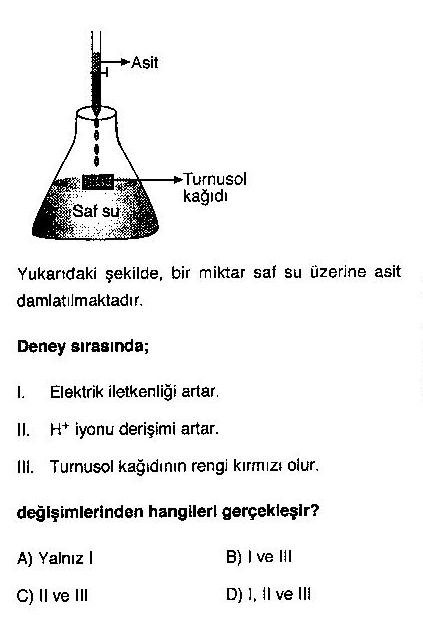 Asit
Turnusol
kağıdı
Saf su
Yukarıdaki şekilde, bir miktar saf su üzerine asit
damlatılmaktadır.
Deney sırasında;
I. Elektrik iletkenliği artar.
II. H⁺ iyonu derişimi artar.
III. Turnusol kağıdının rengi kırmızı olur.
değişimlerinden hangileri gerçekleşir?
A) Yalnız I B) I ve III
C) II ve III D) I, II ve III